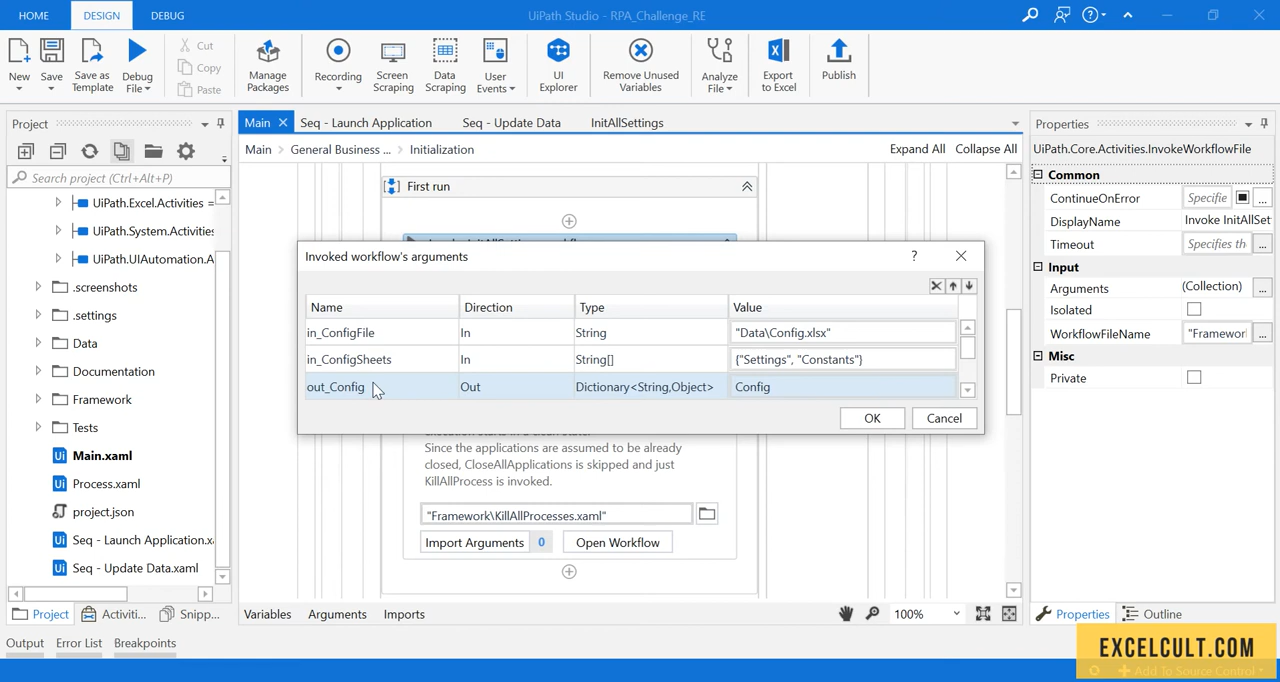 HOME
DESIGN
DEBUG
UiPath Studio - RPA_Challenge_RE
New
Save
Save as
Template
Debug
File
Cut
Copy
Paste
Manage
Packages
Recording
Screen
Scraping
Data
Scraping
User
Events
UI
Explorer
Remove Unused
Variables
Analyze
File
Export
to Excel
Publish
Project
Search project (Ctrl+Alt+P)
UiPath.Excel.Activities =
UiPath.System.Activities
UiPath.UIAutomation.A
.screenshots
.settings
Data
Documentation
Framework
Tests
Main.xaml
Process.xaml
project.json
Seq - Launch Application.xa
Seq - Update Data.xaml
Project
Activiti...
Snipp...
Main
Seq - Launch Application
Seq - Update Data
InitAllSettings
Main
General Business ...
Initialization
Expand All
Collapse All
First run
Invoked workflow's arguments
?
Name Direction Type Value
in_ConfigFile In String "Data\Config.xlsx"
in_ConfigSheets In String[] {"Settings", "Constants"}
out_Config Out Dictionary<String,Object> Config
OK
Cancel
Since the applications are assumed to be already
closed, CloseAllApplications is skipped and just
KillAllProcess is invoked.
"Framework\KillAllProcesses.xaml"
Import Arguments 0
Open Workflow
Variables
Arguments
Imports
100%
Properties
UiPath.Core.Activities.InvokeWorkflowFile
Common
ContinueOnError Specifie ...
DisplayName Invoke InitAllSet
Timeout Specifies th ...
Input
Arguments (Collection) ...
Isolated
WorkflowFileName "Framewor ...
Misc
Private
Properties
Outline
Output
Error List
Breakpoints
EXCELCULT.COM
Add To Source Control